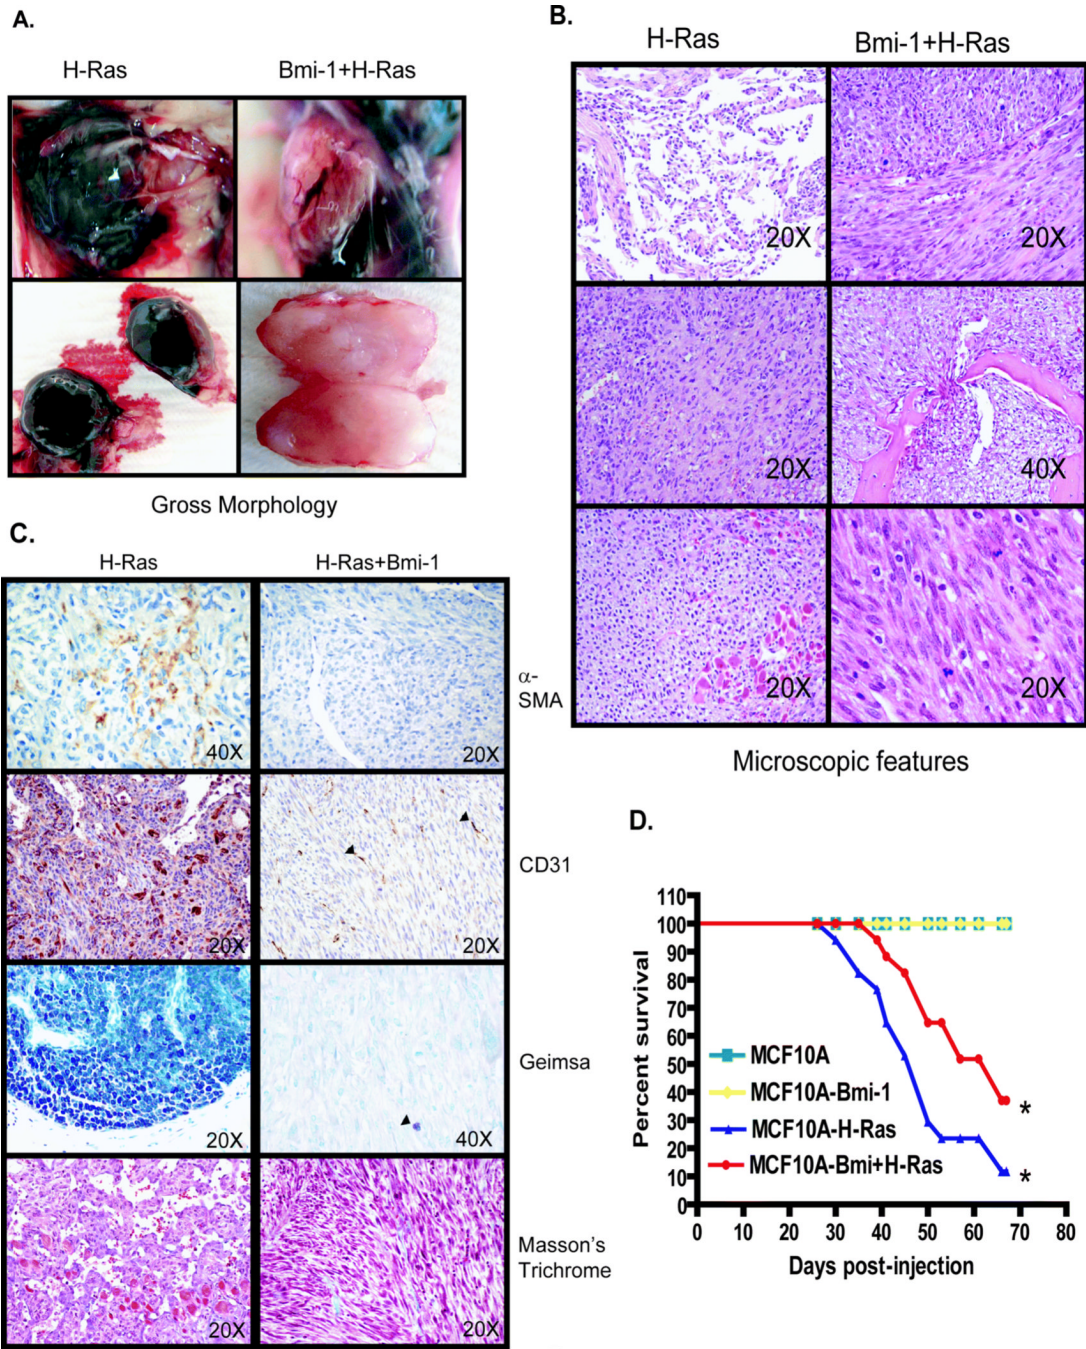 A.
H-Ras Bmi-1+H-Ras
Gross Morphology
B.
H-Ras Bmi-1+H-Ras
20X 20X
20X 40X
20X 20X
Microscopic features
C.
H-Ras H-Ras+Bmi-1
40X 20X α-
SMA
20X 20X CD31
20X 40X Geimsa
20X 20X Masson's
Trichrome
D.
110
100
90
80
70
60
50
40
30
20
10
0
Percent survival
MCF10A
MCF10A-Bmi-1
MCF10A-H-Ras
MCF10A-Bmi+H-Ras
*
*
0 10 20 30 40 50 60 70 80
Days post-injection